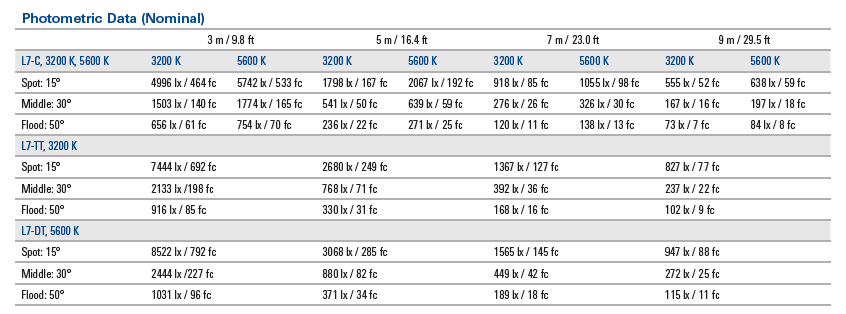 Photometric Data (Nominal)
3 m / 9.8 ft 5 m / 16.4 ft 7 m / 23.0 ft 9 m / 29.5 ft
L7-C, 3200 K, 5600 K 3200 K 5600 K 3200 K 5600 K 3200 K 5600 K 3200 K 5600 K
Spot: 15° 4996 lx / 464 fc 5742 lx / 533 fc 1798 lx / 167 fc 2067 lx / 192 fc 918 lx / 85 fc 1055 lx / 98 fc 555 lx / 52 fc 638 lx / 59 fc
Middle: 30° 1503 lx / 140 fc 1774 lx / 165 fc 541 lx / 50 fc 639 lx / 59 fc 276 lx / 26 fc 326 lx / 30 fc 167 lx / 16 fc 197 lx / 18 fc
Flood: 50° 656 lx / 61 fc 754 lx / 70 fc 236 lx / 22 fc 271 lx / 25 fc 120 lx / 11 fc 138 lx / 13 fc 73 lx / 7 fc 84 lx / 8 fc
L7-TT, 3200 K
Spot: 15° 7444 lx / 692 fc 2680 lx / 249 fc 1367 lx / 127 fc 827 lx / 77 fc
Middle: 30° 2133 lx /198 fc 768 lx / 71 fc 392 lx / 36 fc 237 lx / 22 fc
Flood: 50° 916 lx / 85 fc 330 lx / 31 fc 168 lx / 16 fc 102 lx / 9 fc
L7-DT, 5600 K
Spot: 15° 8522 lx / 792 fc 3068 lx / 285 fc 1565 lx / 145 fc 947 lx / 88 fc
Middle: 30° 2444 lx /227 fc 880 lx / 82 fc 449 lx / 42 fc 272 lx / 25 fc
Flood: 50° 1031 lx / 96 fc 371 lx / 34 fc 189 lx / 18 fc 115 lx / 11 fc